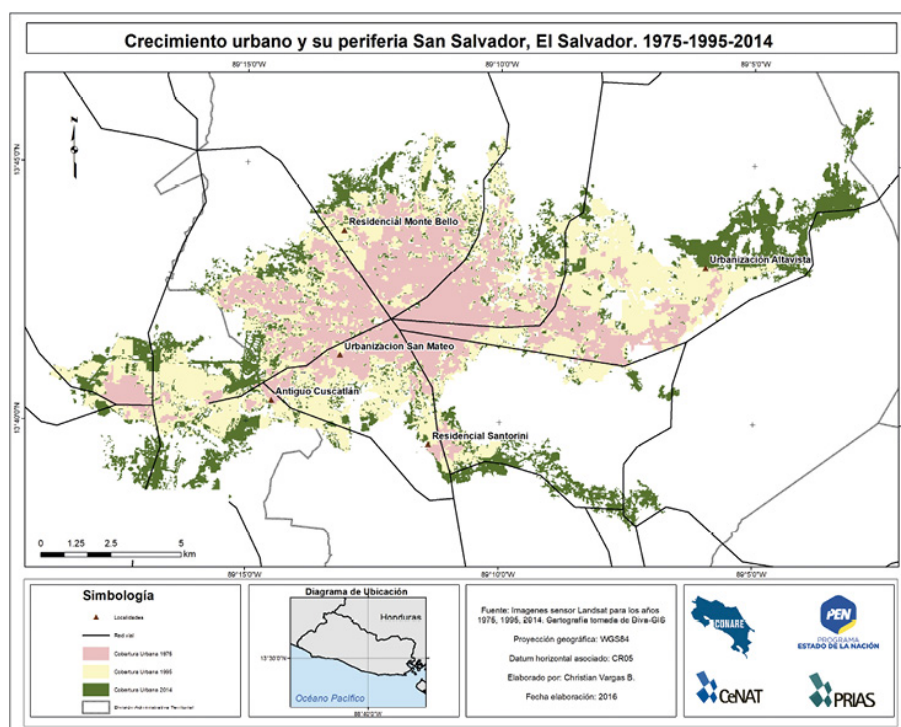 Crecimiento urbano y su periferia San Salvador, El Salvador. 1975-1995-2014
89°15'0"W
89°10'0"W
89°5'0"W
N
13°45'0"N
Residencial Monte Bello
Urbanización Altavista
Urbanizacion San Mateo
Antiguo Cuscatlán
13°40'0"N
Residencial Santorini
0 1.25 2.5 5
km
89°15'0"W
89°10'0"W
89°5'0"W
Simbología
Localidades
Red vial
Cobertura Urbana 1975
Cobertura Urbana 1995
Cobertura Urbana 2014
División Administrativa Territorial
Diagrama de Ubicación
Honduras
13°30'0"N
Océano Pacífico
88°40'0"W
Fuente: Imagenes sensor Landsat para los años
1975, 1995, 2014. Cartografía tomada de Diva-GIS
Proyección geográfica: WGS84
Datum horizontal asociado: CR05
Elaborado por: Christian Vargas B.
Fecha elaboración: 2016
CONARE
PEN
PROGRAMA
ESTADO DE LA NACIÓN
CeNAT
PRIAS